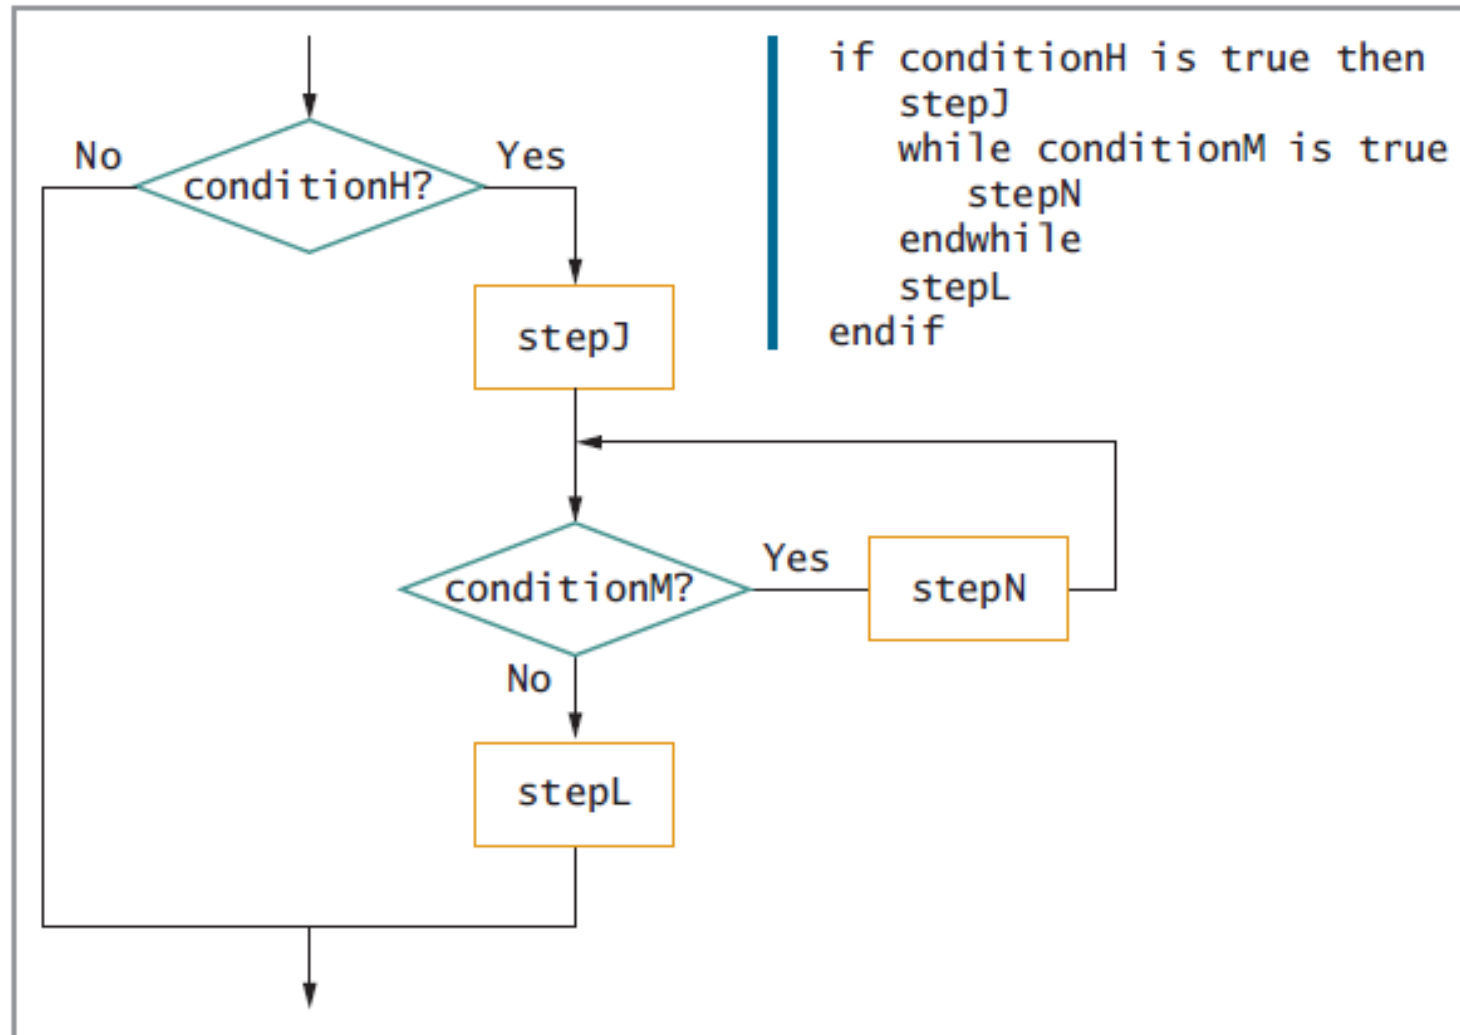 if conditionH is true then
stepJ
while conditionM is true
stepN
endwhile
stepL
endif
No
conditionH?
Yes
stepJ
conditionM?
Yes
stepN
No
stepL